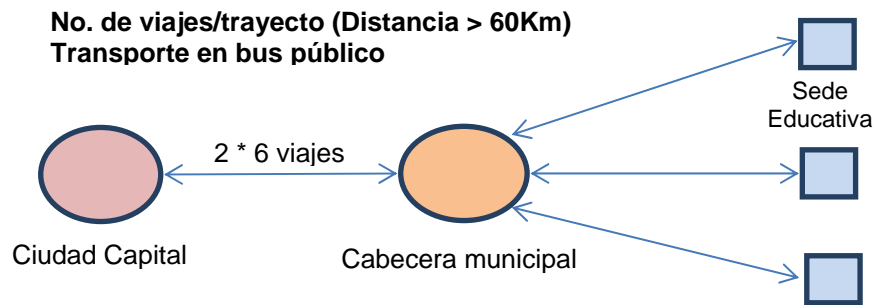 No. de viajes/trayecto (Distancia > 60Km)
Transporte en bus público
Sede
Educativa
2 * 6 viajes
Ciudad Capital
Cabecera municipal